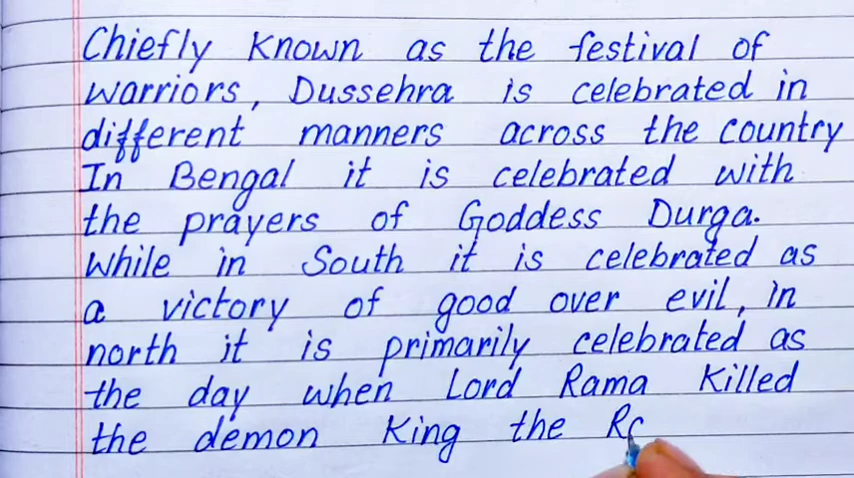 Chiefly known as the festival of
warriors, Dussehra is celebrated in
different manners across the country
In Bengal it is celebrated with
the prayers of Goddess Durga.
While in South it is celebrated as
a victory of good over evil, in
north it is primarily celebrated as
the day when Lord Rama killed
the demon King the